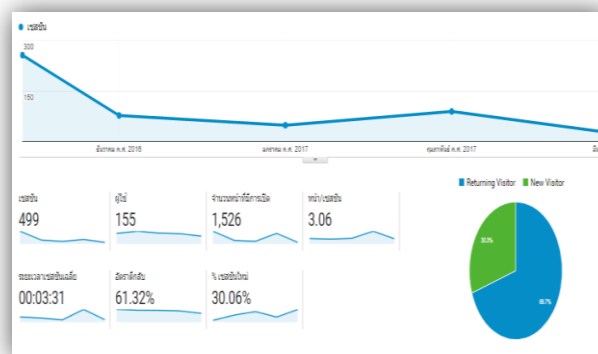 เซสชัน
300
150
ธันวาคม ค.ศ. 2016
มกราคม ค.ศ. 2017
กุมภาพันธ์ ค.ศ. 2017
Returning Visitor
New Visitor
เซสชัน
499
ผู้ใช้
155
จำนวนหน้าที่มีการเปิด
1,526
หน้า/เซสชัน
3.06
ระยะเวลาเซสชันเฉลี่ย
00:03:31
อัตราตีกลับ
61.32%
% เซสชันใหม่
30.06%